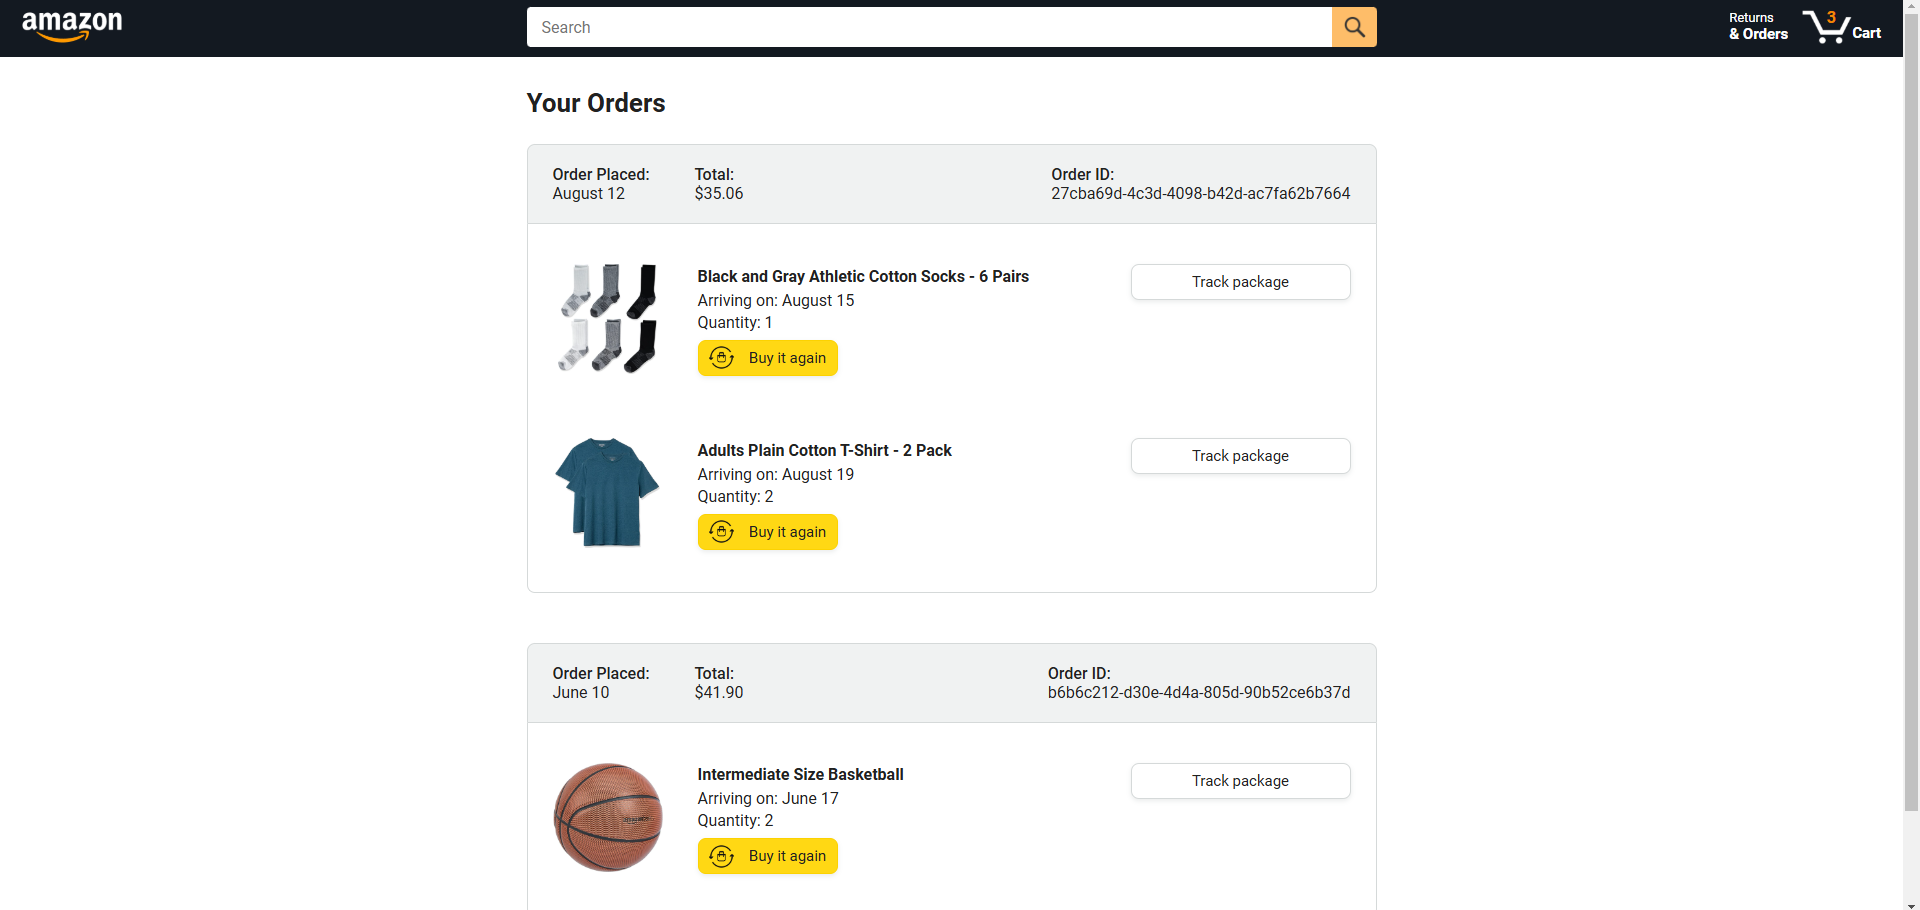 amazon
Search
Returns
& Orders
3
Cart
Your Orders
Order Placed:
August 12
Total:
$35.06
Order ID:
27cba69d-4c3d-4098-b42d-ac7fa62b7664
Black and Gray Athletic Cotton Socks - 6 Pairs
Arriving on: August 15
Quantity: 1
Buy it again
Track package
Adults Plain Cotton T-Shirt - 2 Pack
Arriving on: August 19
Quantity: 2
Buy it again
Track package
Order Placed:
June 10
Total:
$41.90
Order ID:
b6b6c212-d30e-4d4a-805d-90b52ce6b37d
Intermediate Size Basketball
Arriving on: June 17
Quantity: 2
Buy it again
Track package